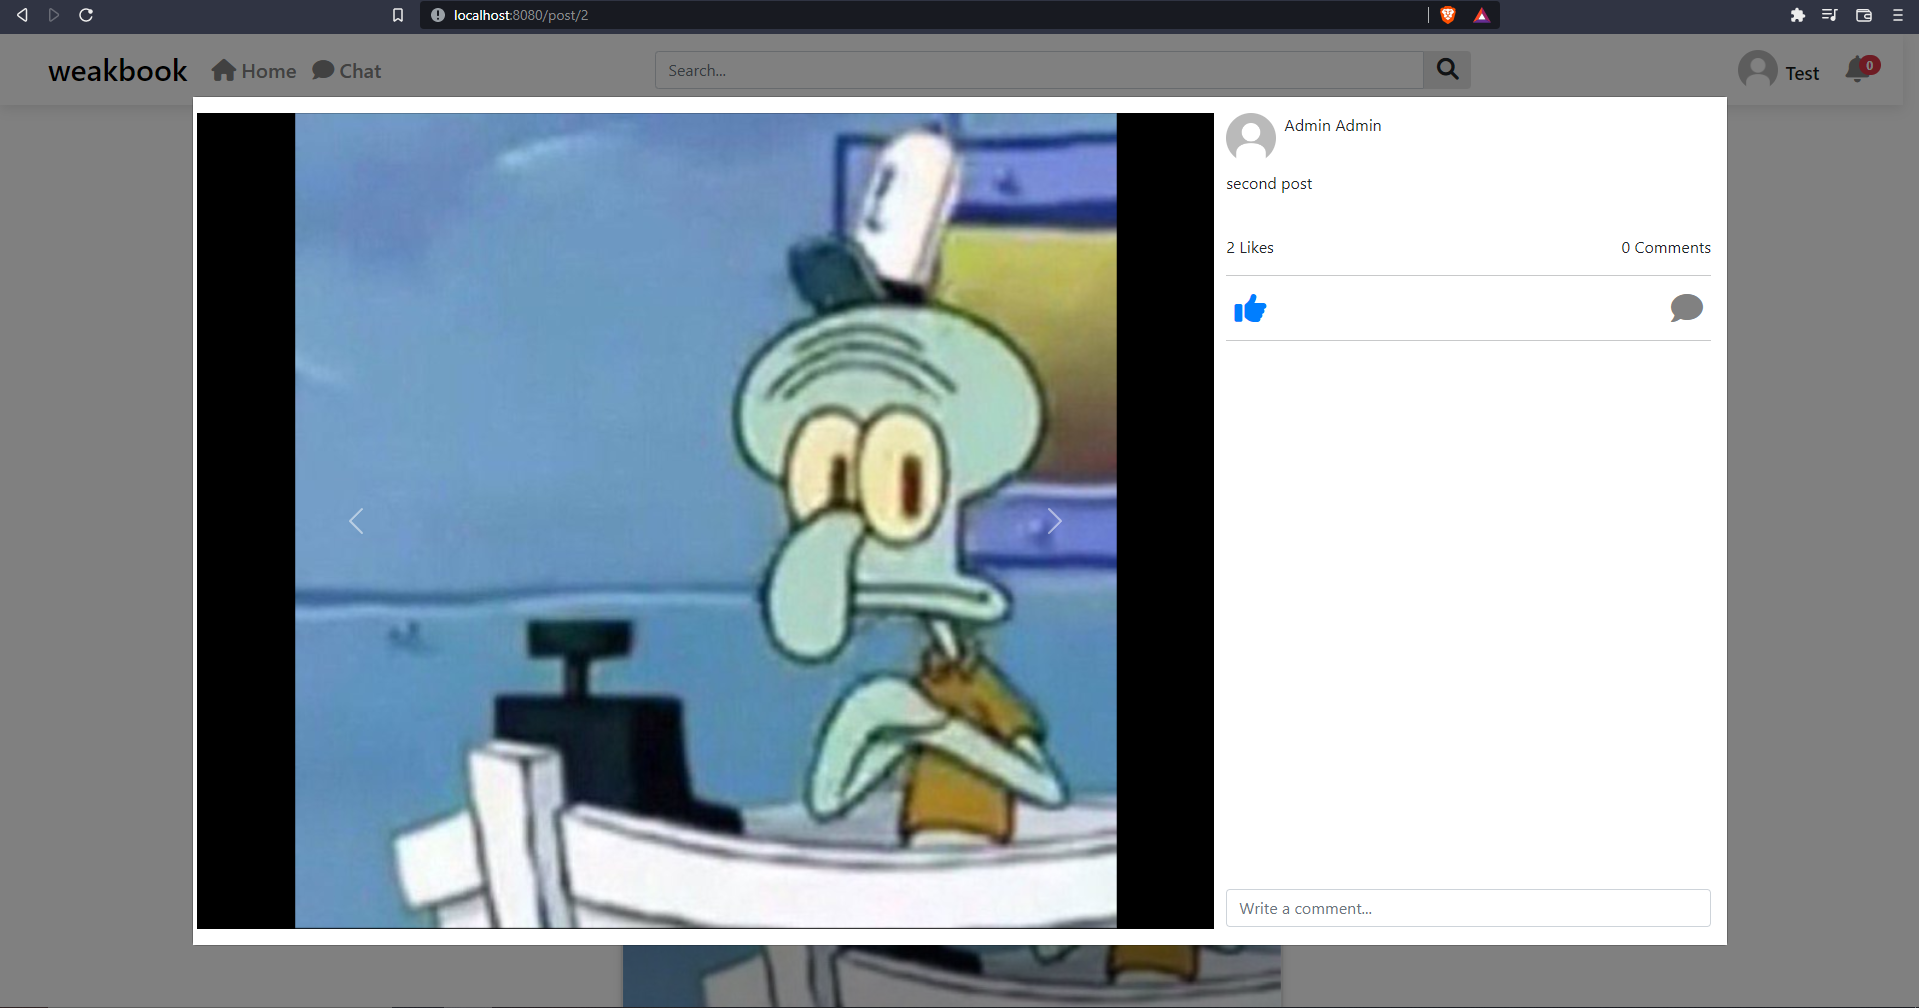 localhost:8080/post/2
weakbook
Home
Chat
Search...
Test
0
Admin Admin
second post
2 Likes
0 Comments
Write a comment...